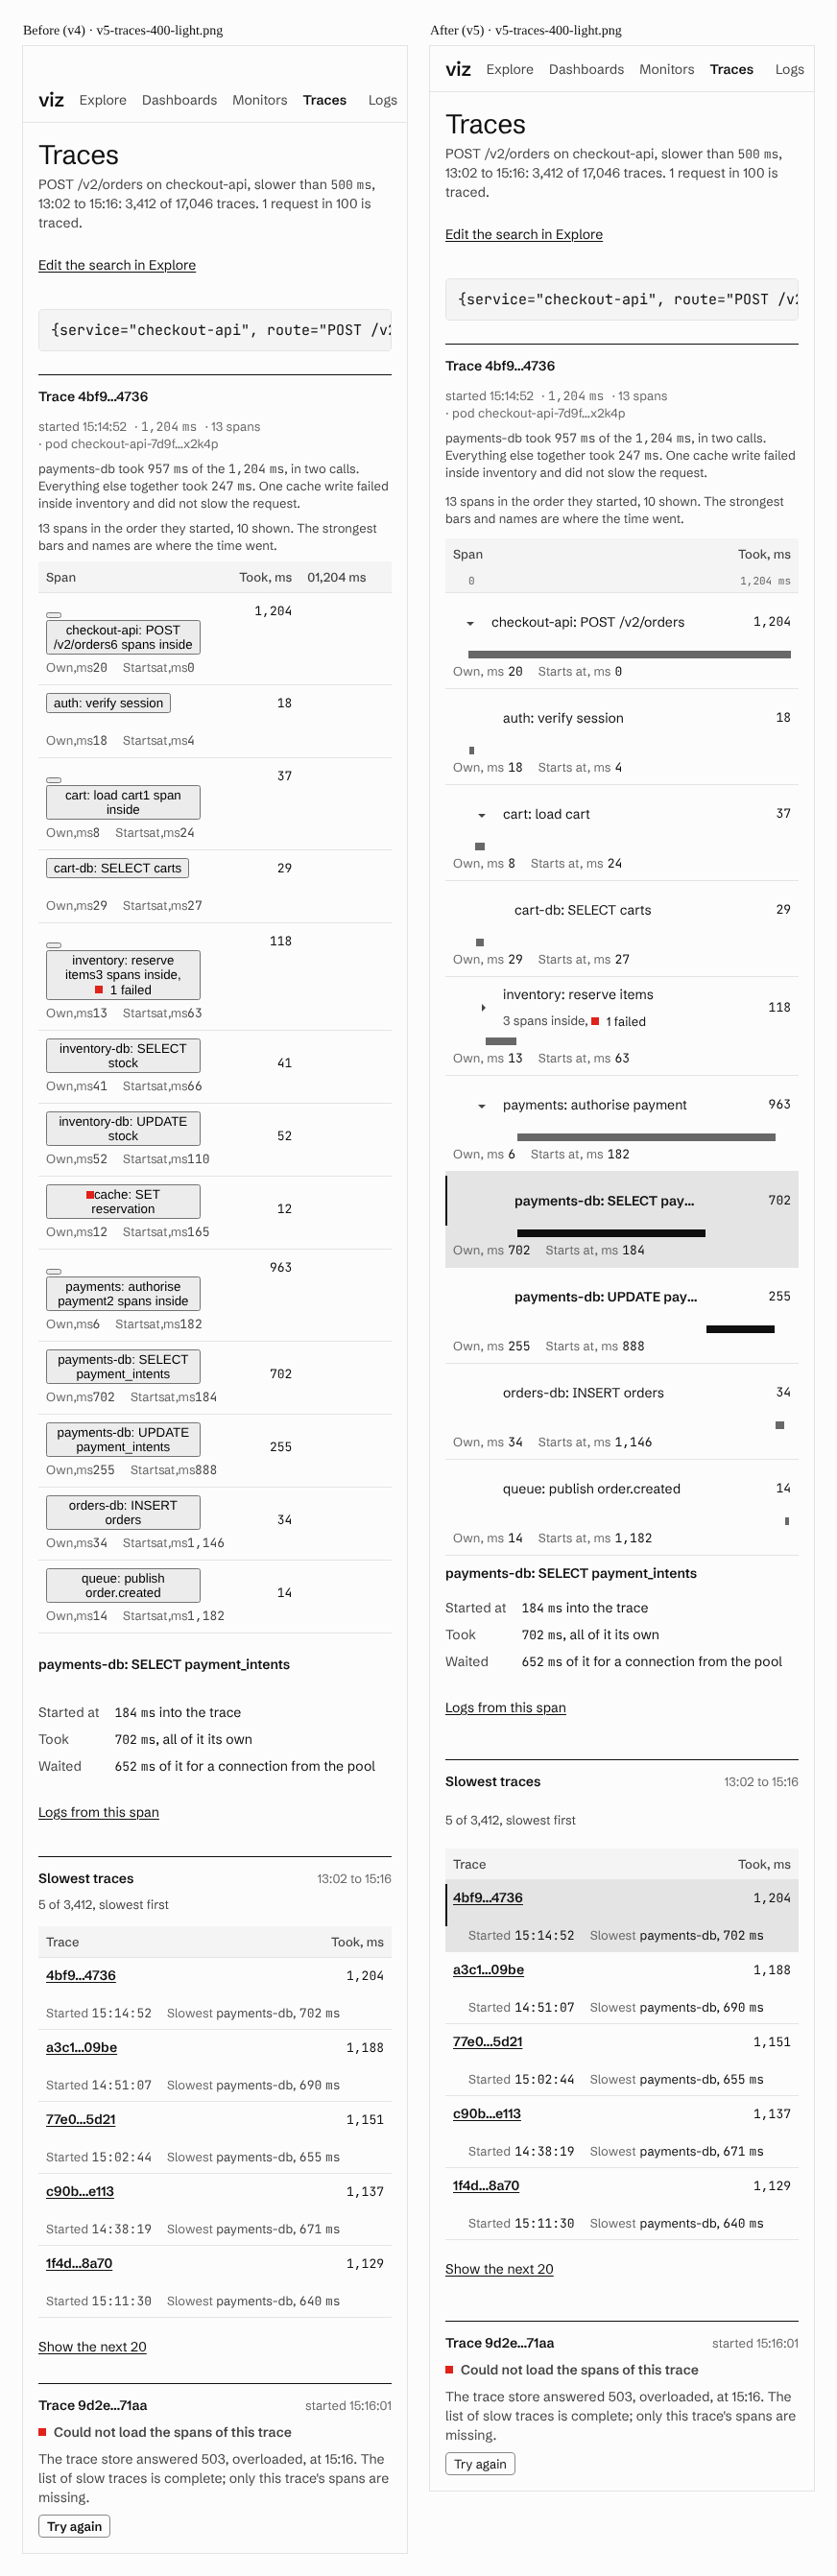 Before (v4) · v5-traces-400-light.png
viz Explore Dashboards Monitors Traces Logs
Traces
POST /v2/orders on checkout-api, slower than 500 ms,
13:02 to 15:16: 3,412 of 17,046 traces. 1 request in 100 is
traced.
Edit the search in Explore
{service="checkout-api", route="POST /v2
Trace 4bf9…4736
started 15:14:52 · 1,204 ms · 13 spans
· pod checkout-api-7d9f…x2k4p
payments-db took 957 ms of the 1,204 ms, in two calls.
Everything else together took 247 ms. One cache write failed
inside inventory and did not slow the request.
13 spans in the order they started, 10 shown. The strongest
bars and names are where the time went.
Span Took, ms 01,204 ms
1,204
checkout-api: POST
/v2/orders6 spans inside
Own,ms20 Startsat,ms0
auth: verify session 18
Own,ms18 Startsat,ms4
37
cart: load cart1 span
inside
Own,ms8 Startsat,ms24
cart-db: SELECT carts 29
Own,ms29 Startsat,ms27
118
inventory: reserve
items3 spans inside,
1 failed
Own,ms13 Startsat,ms63
inventory-db: SELECT
stock 41
Own,ms41 Startsat,ms66
inventory-db: UPDATE
stock 52
Own,ms52 Startsat,ms110
cache: SET
reservation 12
Own,ms12 Startsat,ms165
963
payments: authorise
payment2 spans inside
Own,ms6 Startsat,ms182
payments-db: SELECT
payment_intents 702
Own,ms702 Startsat,ms184
payments-db: UPDATE
payment_intents 255
Own,ms255 Startsat,ms888
orders-db: INSERT
orders 34
Own,ms34 Startsat,ms1,146
queue: publish
order.created 14
Own,ms14 Startsat,ms1,182
payments-db: SELECT payment_intents
Started at 184 ms into the trace
Took 702 ms, all of it its own
Waited 652 ms of it for a connection from the pool
Logs from this span
Slowest traces 13:02 to 15:16
5 of 3,412, slowest first
Trace Took, ms
4bf9…4736 1,204
Started 15:14:52 Slowest payments-db, 702 ms
a3c1…09be 1,188
Started 14:51:07 Slowest payments-db, 690 ms
77e0…5d21 1,151
Started 15:02:44 Slowest payments-db, 655 ms
c90b…e113 1,137
Started 14:38:19 Slowest payments-db, 671 ms
1f4d…8a70 1,129
Started 15:11:30 Slowest payments-db, 640 ms
Show the next 20
Trace 9d2e…71aa started 15:16:01
Could not load the spans of this trace
The trace store answered 503, overloaded, at 15:16. The
list of slow traces is complete; only this trace's spans are
missing.
Try again
After (v5) · v5-traces-400-light.png
viz Explore Dashboards Monitors Traces Logs
Traces
POST /v2/orders on checkout-api, slower than 500 ms,
13:02 to 15:16: 3,412 of 17,046 traces. 1 request in 100 is
traced.
Edit the search in Explore
{service="checkout-api", route="POST /v2
Trace 4bf9…4736
started 15:14:52 · 1,204 ms · 13 spans
· pod checkout-api-7d9f…x2k4p
payments-db took 957 ms of the 1,204 ms, in two calls.
Everything else together took 247 ms. One cache write failed
inside inventory and did not slow the request.
13 spans in the order they started, 10 shown. The strongest
bars and names are where the time went.
Span Took, ms
0 1,204 ms
checkout-api: POST /v2/orders 1,204
Own, ms 20 Starts at, ms 0
auth: verify session 18
Own, ms 18 Starts at, ms 4
cart: load cart 37
Own, ms 8 Starts at, ms 24
cart-db: SELECT carts 29
Own, ms 29 Starts at, ms 27
inventory: reserve items 118
3 spans inside, 1 failed
Own, ms 13 Starts at, ms 63
payments: authorise payment 963
Own, ms 6 Starts at, ms 182
payments-db: SELECT pay… 702
Own, ms 702 Starts at, ms 184
payments-db: UPDATE pay… 255
Own, ms 255 Starts at, ms 888
orders-db: INSERT orders 34
Own, ms 34 Starts at, ms 1,146
queue: publish order.created 14
Own, ms 14 Starts at, ms 1,182
payments-db: SELECT payment_intents
Started at 184 ms into the trace
Took 702 ms, all of it its own
Waited 652 ms of it for a connection from the pool
Logs from this span
Slowest traces 13:02 to 15:16
5 of 3,412, slowest first
Trace Took, ms
4bf9…4736 1,204
Started 15:14:52 Slowest payments-db, 702 ms
a3c1…09be 1,188
Started 14:51:07 Slowest payments-db, 690 ms
77e0…5d21 1,151
Started 15:02:44 Slowest payments-db, 655 ms
c90b…e113 1,137
Started 14:38:19 Slowest payments-db, 671 ms
1f4d…8a70 1,129
Started 15:11:30 Slowest payments-db, 640 ms
Show the next 20
Trace 9d2e…71aa started 15:16:01
Could not load the spans of this trace
The trace store answered 503, overloaded, at 15:16. The
list of slow traces is complete; only this trace's spans are
missing.
Try again